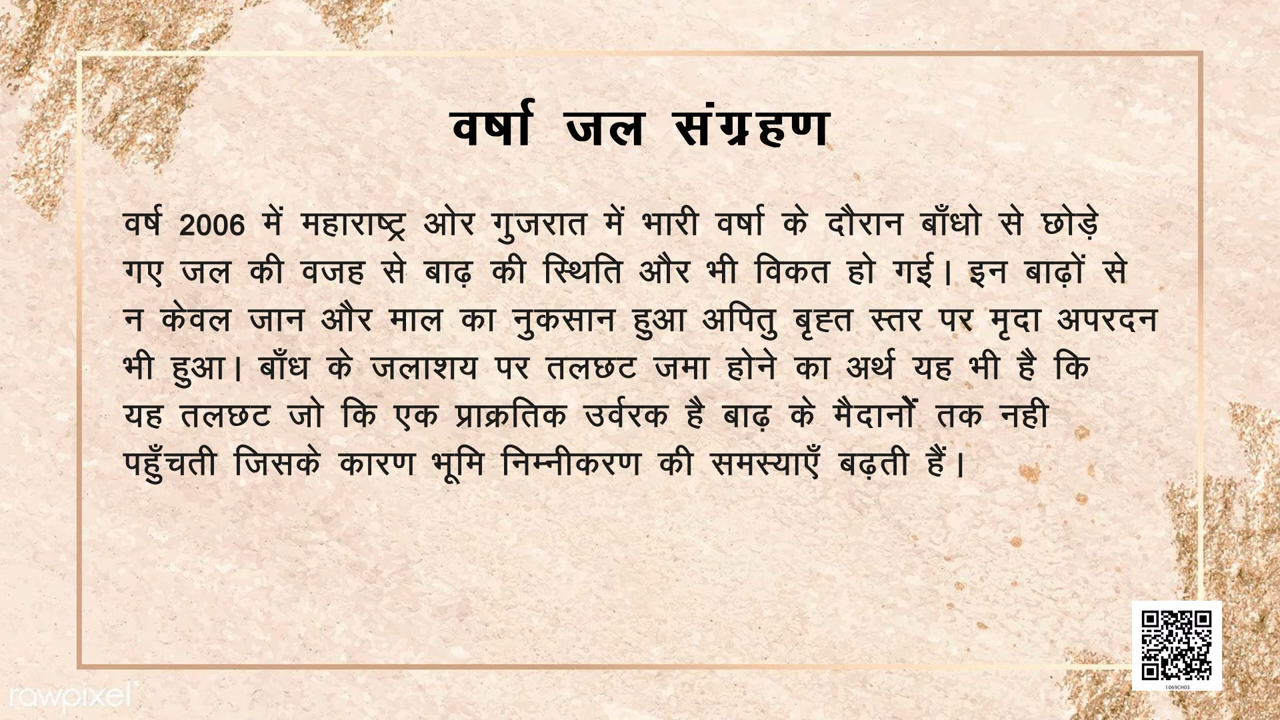 वर्षा जल संग्रहण
वर्ष 2006 में महाराष्ट्र ओर गुजरात में भारी वर्षा के दौरान बाँधो से छोड़े
गए जल की वजह से बाढ़ की स्थिति और भी विकत हो गई। इन बाढ़ों से
न केवल जान और माल का नुकसान हुआ अपितु बृह्त स्तर पर मृदा अपरदन
भी हुआ। बाँध के जलाशय पर तलछट जमा होने का अर्थ यह भी है कि
यह तलछट जो कि एक प्राक्रतिक उर्वरक है बाढ़ के मैदानों तक नही
पहुँचती जिसके कारण भूमि निम्नीकरण की समस्याएँ बढ़ती हैं।
1069CH03
rawpixel